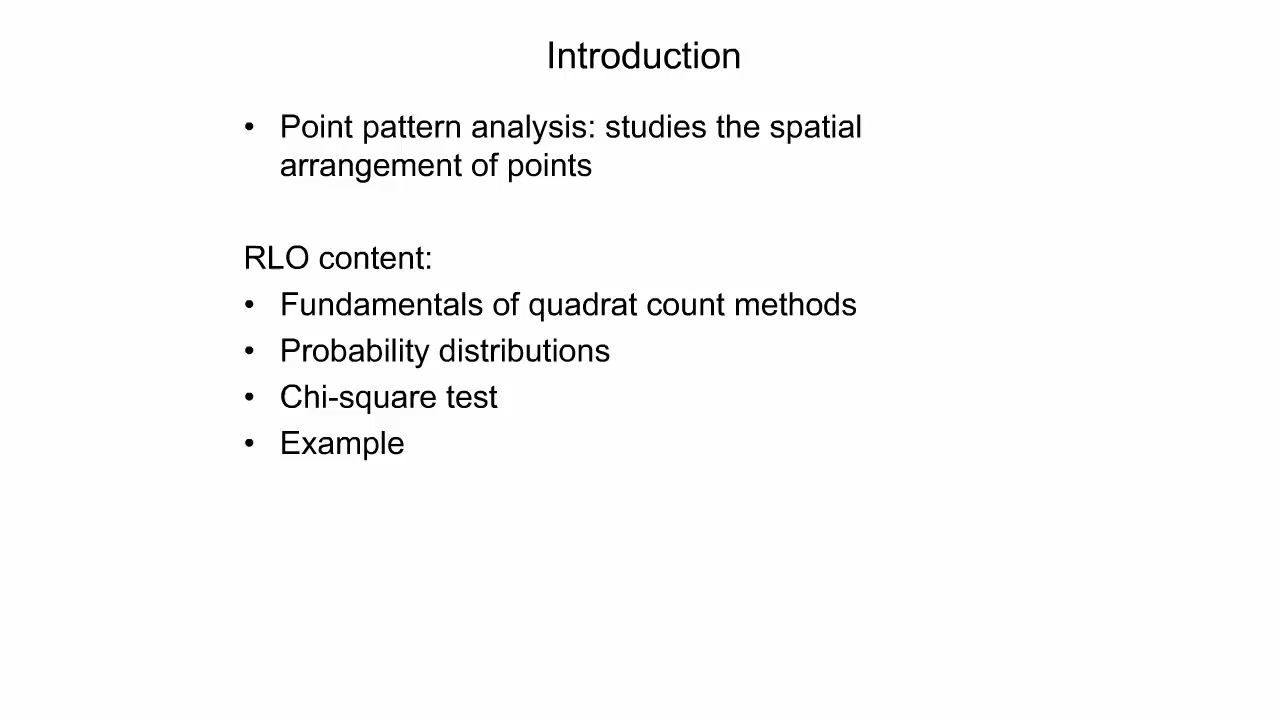 Introduction
• Point pattern analysis: studies the spatial
arrangement of points
RLO content:
• Fundamentals of quadrat count methods
• Probability distributions
• Chi-square test
• Example